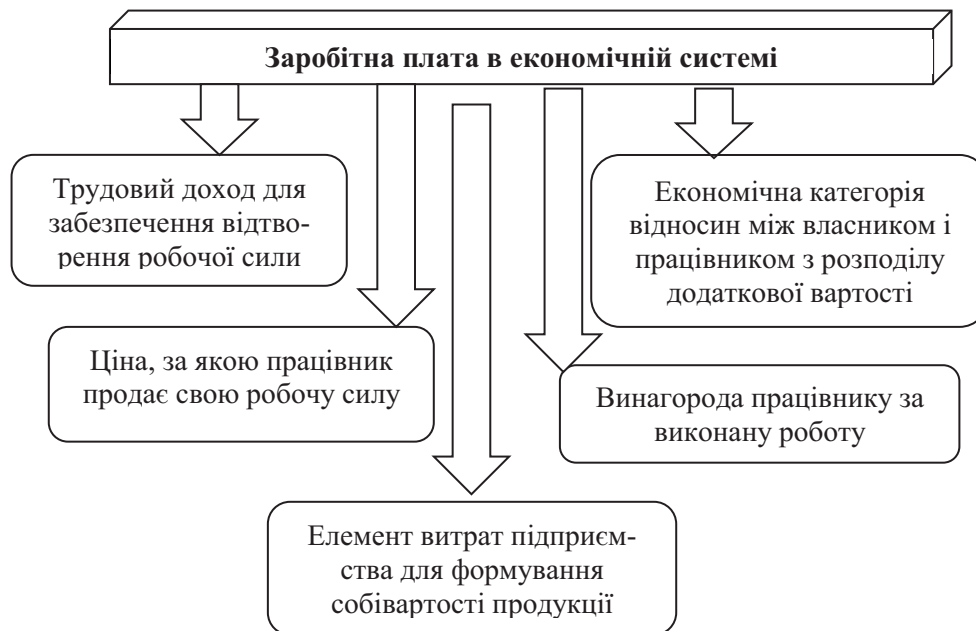 Заробітна плата в економічній системі
Трудовий доход для
забезпечення відтво-
рення робочої сили
Економічна категорія
відносин між власником і
працівником з розподілу
додаткової вартості
Ціна, за якою працівник
продає свою робочу силу
Винагорода працівнику за
виконану роботу
Елемент витрат підприєм-
ства для формування
собівартості продукції